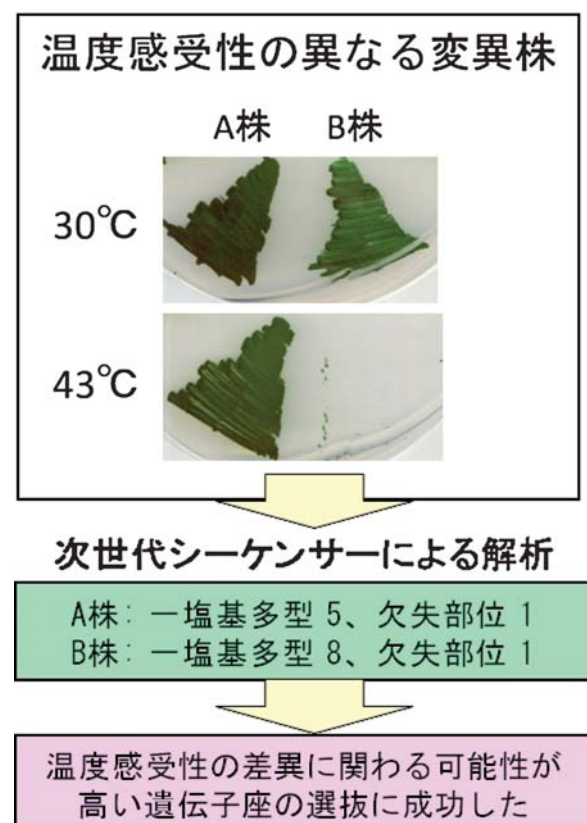 温度感受性の異なる変異株
A株 B株
30℃
43℃
次世代シーケンサーによる解析
A株: 一塩基多型 5、欠失部位 1
B株: 一塩基多型 8、欠失部位 1
温度感受性の差異に関わる可能性が
高い遺伝子座の選抜に成功した